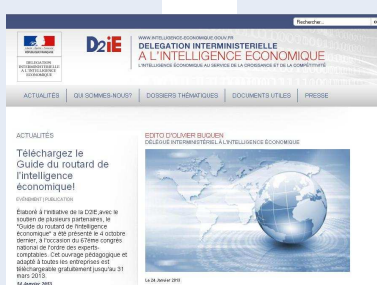 Rechercher...
WWW.INTELLIGENCE-ECONOMIQUE.GOUV.FR
D2iE
DELEGATION INTERMINISTERIELLE
A L'INTELLIGENCE ECONOMIQUE
L'INTELLIGENCE ÉCONOMIQUE AU SERVICE DE LA CROISSANCE ET DE LA COMPÉTITIVITÉ
DELEGATION
INTERMINISTERIELLE
A L'INTELLIGENCE
ECONOMIQUE
ACTUALITÉS
QUI SOMMES-NOUS?
DOSSIERS THÉMATIQUES
DOCUMENTS UTILES
PRESSE
ACTUALITÉS
Téléchargez le
Guide du routard de
l'intelligence
économique!
EVÉNEMENT | PUBLICATION
Élaboré à l'initiative de la D2IE,avec le
soutien de plusieurs partenaires, le
"Guide du routard de l'intelligence
économique" a été présenté le 4 octobre
dernier, à l'occasion du 67ème congrès
national de l'ordre des experts-
comptables. Cet ouvrage pédagogique et
adapté à toutes les entreprises est
téléchargeable gratuitement jusqu'au 31
mars 2013.
24 Janvier 2013
EDITO D'OLIVIER BUQUEN
DÉLÉGUÉ INTERMINISTÉRIEL À L'INTELLIGENCE ÉCONOMIQUE
Le 24 Janvier 2013